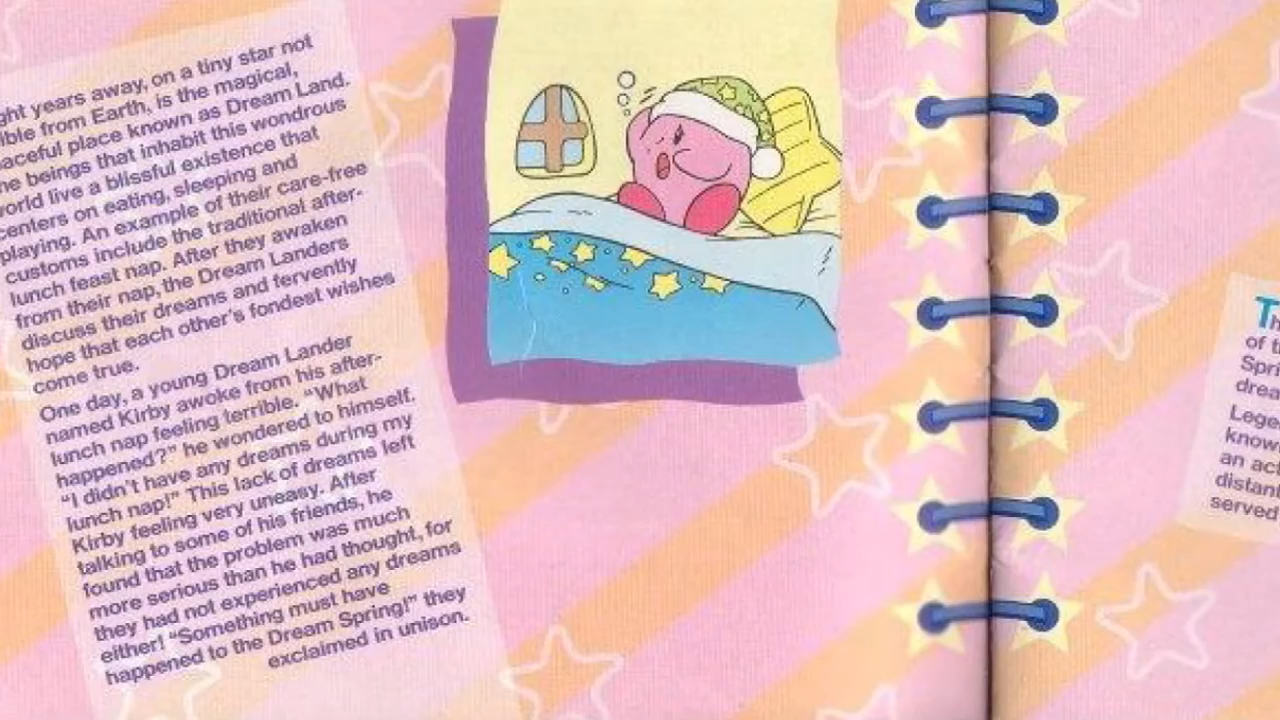 ght years away, on a tiny star not
ible from Earth, is the magical,
aceful place known as Dream Land.
he beings that inhabit this wondrous
world live a blissful existence that
centers on eating, sleeping and
playing. An example of their care-free
customs include the traditional after-
lunch feast nap. After they awaken
from their nap, the Dream Landers
discuss their dreams and fervently
hope that each other's fondest wishes
come true.
One day, a young Dream Lander
named Kirby awoke from his after-
lunch nap feeling terrible. “What
happened?” he wondered to himself.
“I didn't have any dreams during my
lunch nap!” This lack of dreams left
Kirby feeling very uneasy. After
talking to some of his friends, he
found that the problem was much
more serious than he had thought, for
they had not experienced any dreams
either! “Something must have
happened to the Dream Spring!” they
exclaimed in unison.
Th
of t
Spri
drea
Lege
know
an act
distant
served